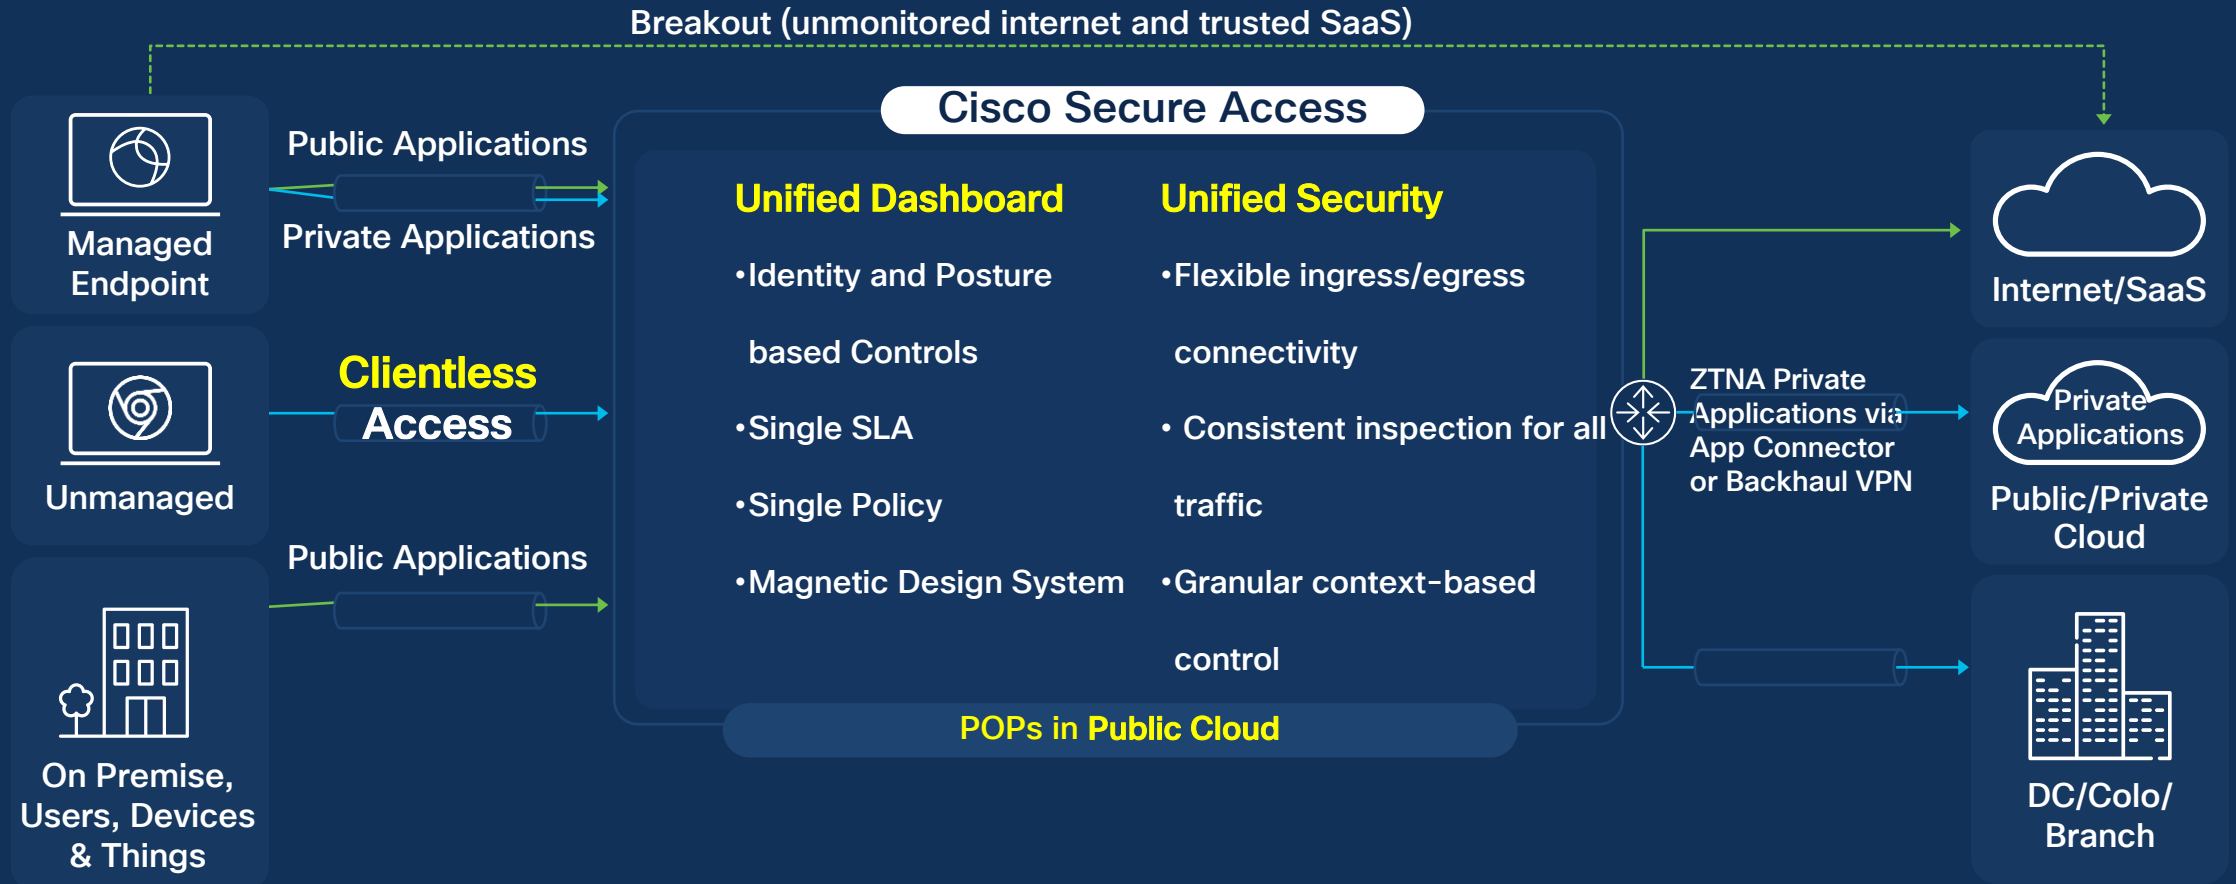 Breakout (unmonitored internet and trusted SaaS)
Cisco Secure Access
Managed
Endpoint
Public Applications
Private Applications
Unmanaged
Clientless
Access
On Premise,
Users, Devices
& Things
Public Applications
Unified Dashboard
•Identity and Posture
based Controls
•Single SLA
•Single Policy
•Magnetic Design System
Unified Security
•Flexible ingress/egress
connectivity
• Consistent inspection for all
traffic
•Granular context-based
control
POPs in Public Cloud
ZTNA Private
Applications via
App Connector
or Backhaul VPN
Internet/SaaS
Private
Applications
Public/Private
Cloud
DC/Colo/
Branch